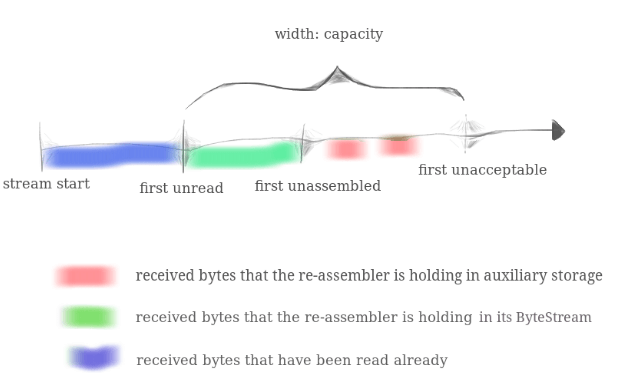 width: capacity
stream start
first unread
first unassembled
first unacceptable
received bytes that the re-assembler is holding in auxiliary storage
received bytes that the re-assembler is holding in its ByteStream
received bytes that have been read already